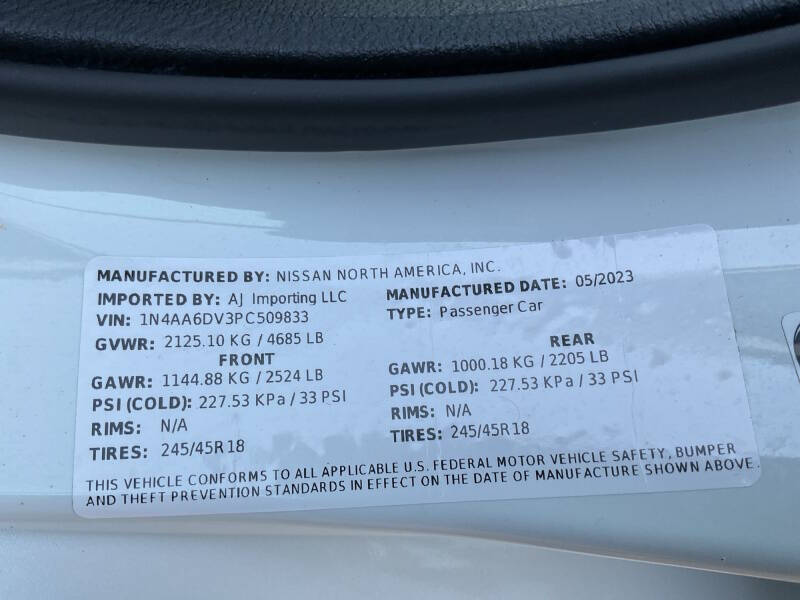 MANUFACTURED BY: NISSAN NORTH AMERICA, INC.
IMPORTED BY: AJ Importing LLC
MANUFACTURED DATE: 05/2023
VIN: 1N4AA6DV3PC509833
TYPE: Passenger Car
GVWR: 2125.10 KG / 4685 LB
FRONT
GAWR: 1144.88 KG / 2524 LB
PSI (COLD): 227.53 KPa / 33 PSI
RIMS: N/A
TIRES: 245/45R18
REAR
GAWR: 1000.18 KG / 2205 LB
PSI (COLD): 227.53 KPa / 33 PSI
RIMS: N/A
TIRES: 245/45R18
THIS VEHICLE CONFORMS TO ALL APPLICABLE U.S. FEDERAL MOTOR VEHICLE SAFETY, BUMPER
AND THEFT PREVENTION STANDARDS IN EFFECT ON THE DATE OF MANUFACTURE SHOWN ABOVE.